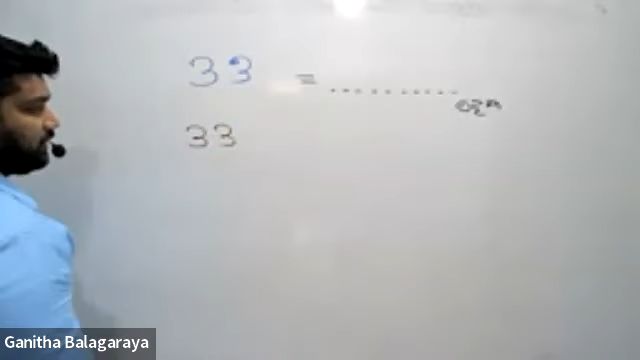 33 = ............
33
Ganitha Balagaraya